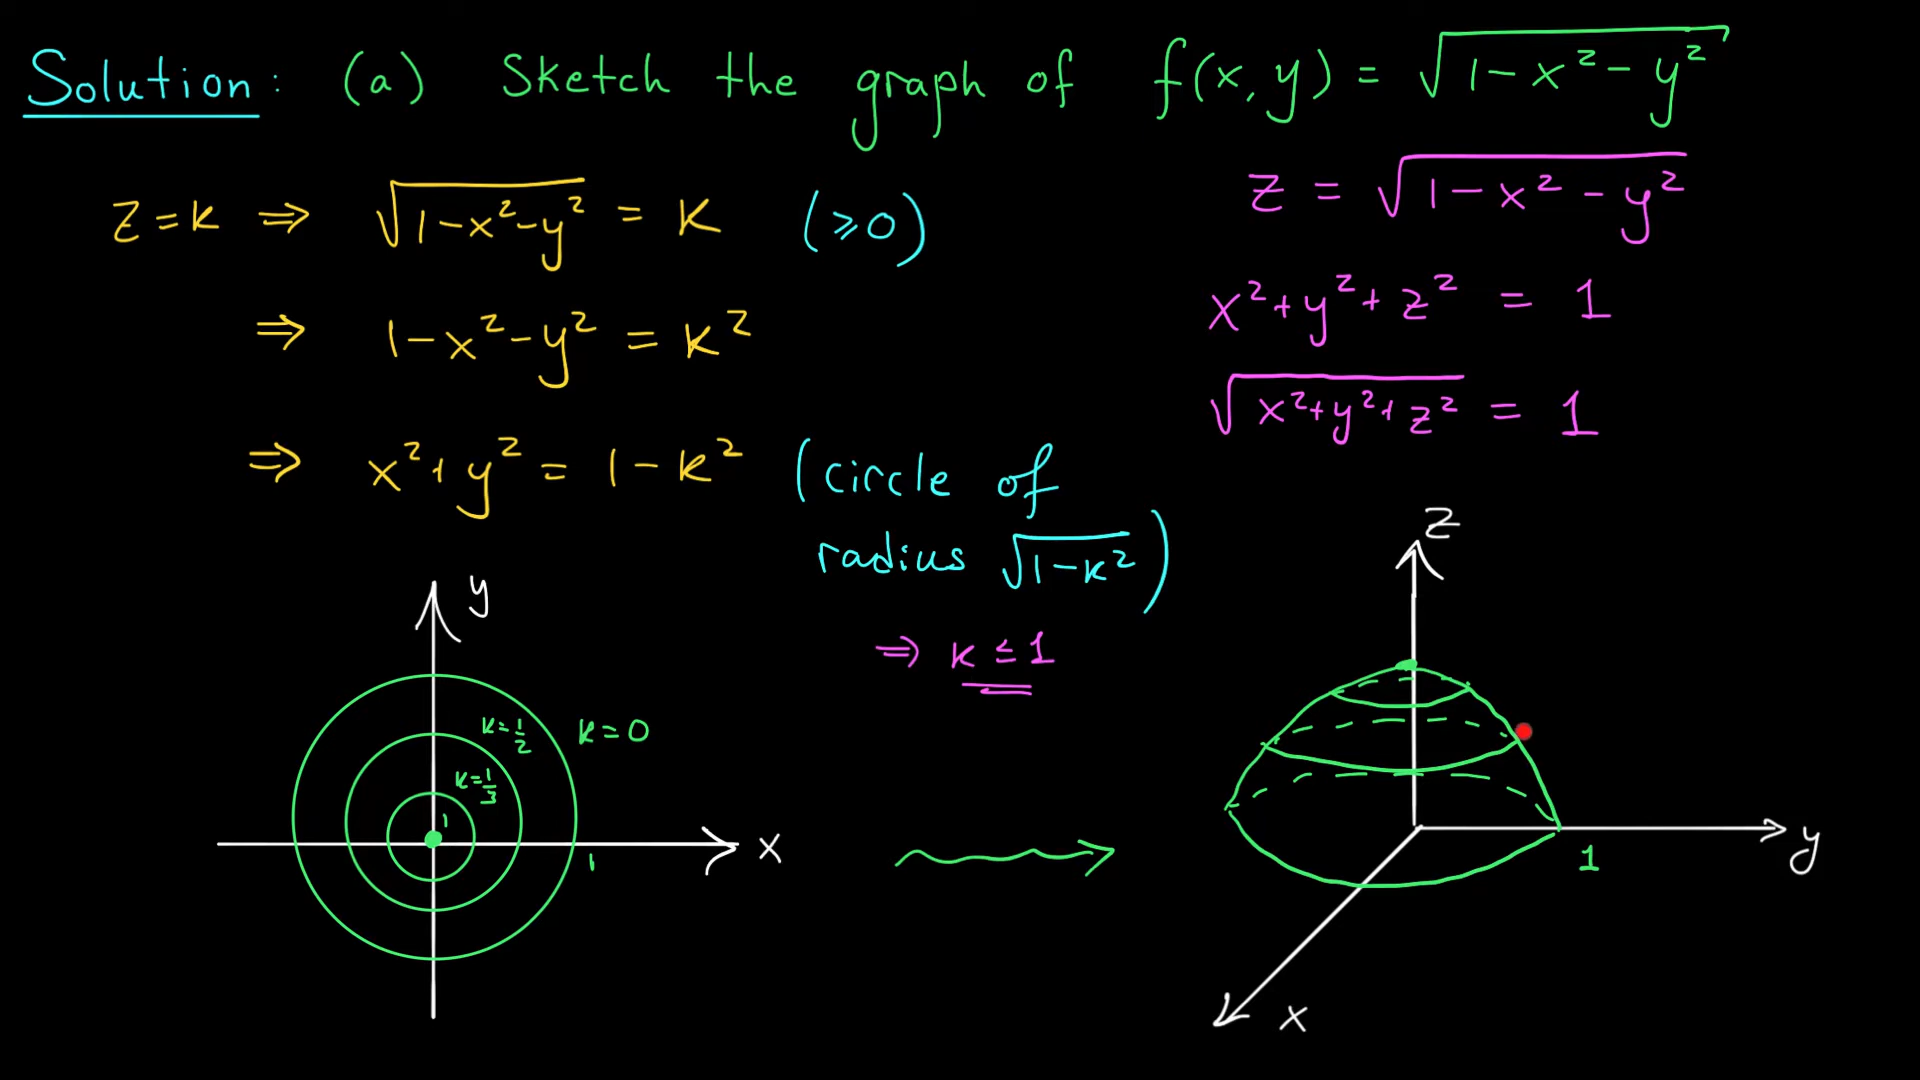 Solution: (a) Sketch the graph of f(x,y) = √(1-x²-y²)
z=k ⇒ √(1-x²-y²) = k (≥0)
⇒ 1-x²-y² = k²
⇒ x²+y² = 1-k² (circle of
radius √(1-k²))
⇒ k ≤ 1
z = √(1-x²-y²)
x²+y²+z² = 1
√(x²+y²+z²) = 1
y
k=1/2 k=0
k=1/3
1
x
1
z
y
1
x